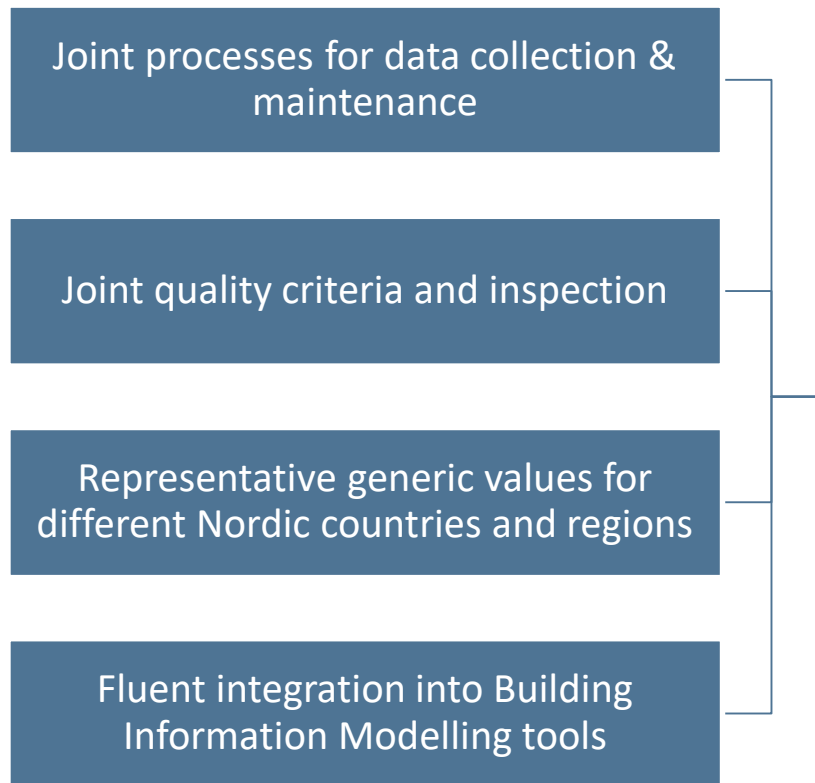 Joint processes for data collection &
maintenance
Joint quality criteria and inspection
Representative generic values for
different Nordic countries and regions
Fluent integration into Building
Information Modelling tools